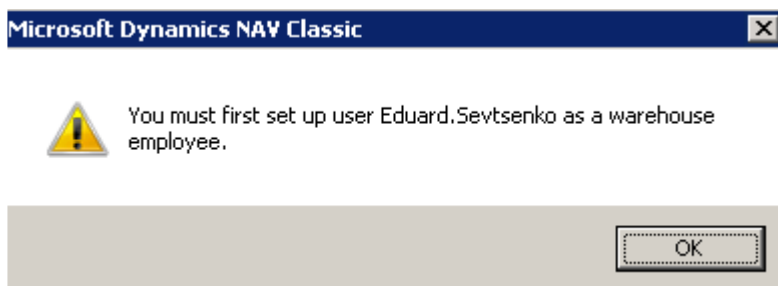 Microsoft Dynamics NAV Classic
You must first set up user Eduard.Sevtsenko as a warehouse
employee.
OK